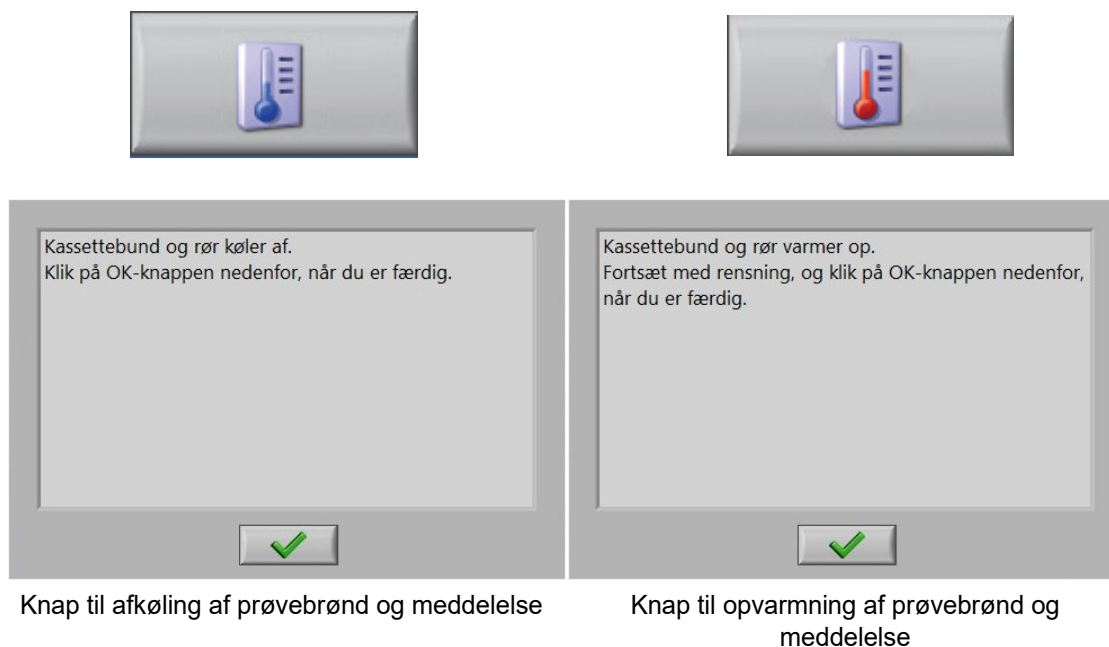 Kassettebund og rør køler af.
Klik på OK-knappen nedenfor, når du er færdig.
Kassettebund og rør varmer op.
Fortsæt med rensning, og klik på OK-knappen nedenfor,
når du er færdig.
Knap til afkøling af prøvebrønd og meddelelse
Knap til opvarmning af prøvebrønd og
meddelelse